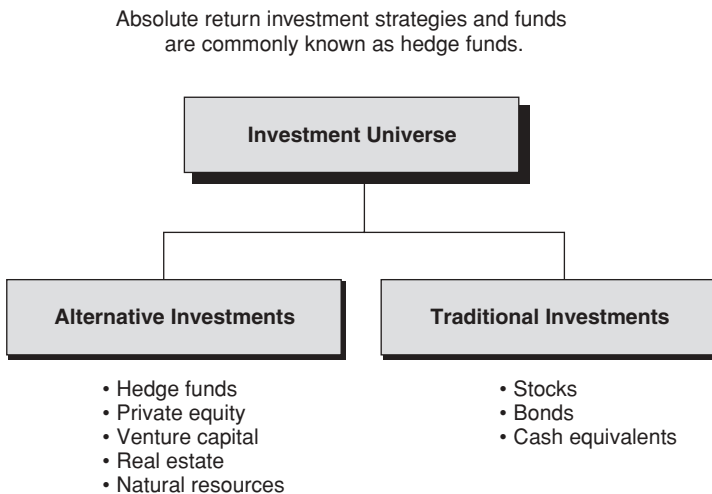 Absolute return investment strategies and funds
are commonly known as hedge funds.
Investment Universe
Alternative Investments
• Hedge funds
• Private equity
• Venture capital
• Real estate
• Natural resources
Traditional Investments
• Stocks
• Bonds
• Cash equivalents